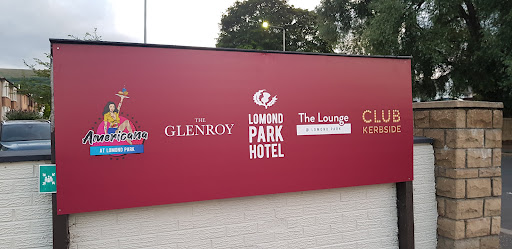 Americana
AT LOMOND PARK
THE
GLENROY
LOMOND
PARK
HOTEL
The Lounge
@ LOMOND PARK
CLUB
KERBSIDE